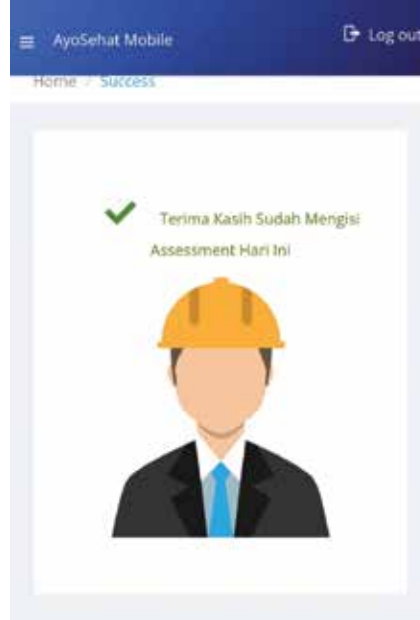 AyoSehat Mobile
Log out
Home / Success
Terima Kasih Sudah Mengisi
Assessment Hari Ini